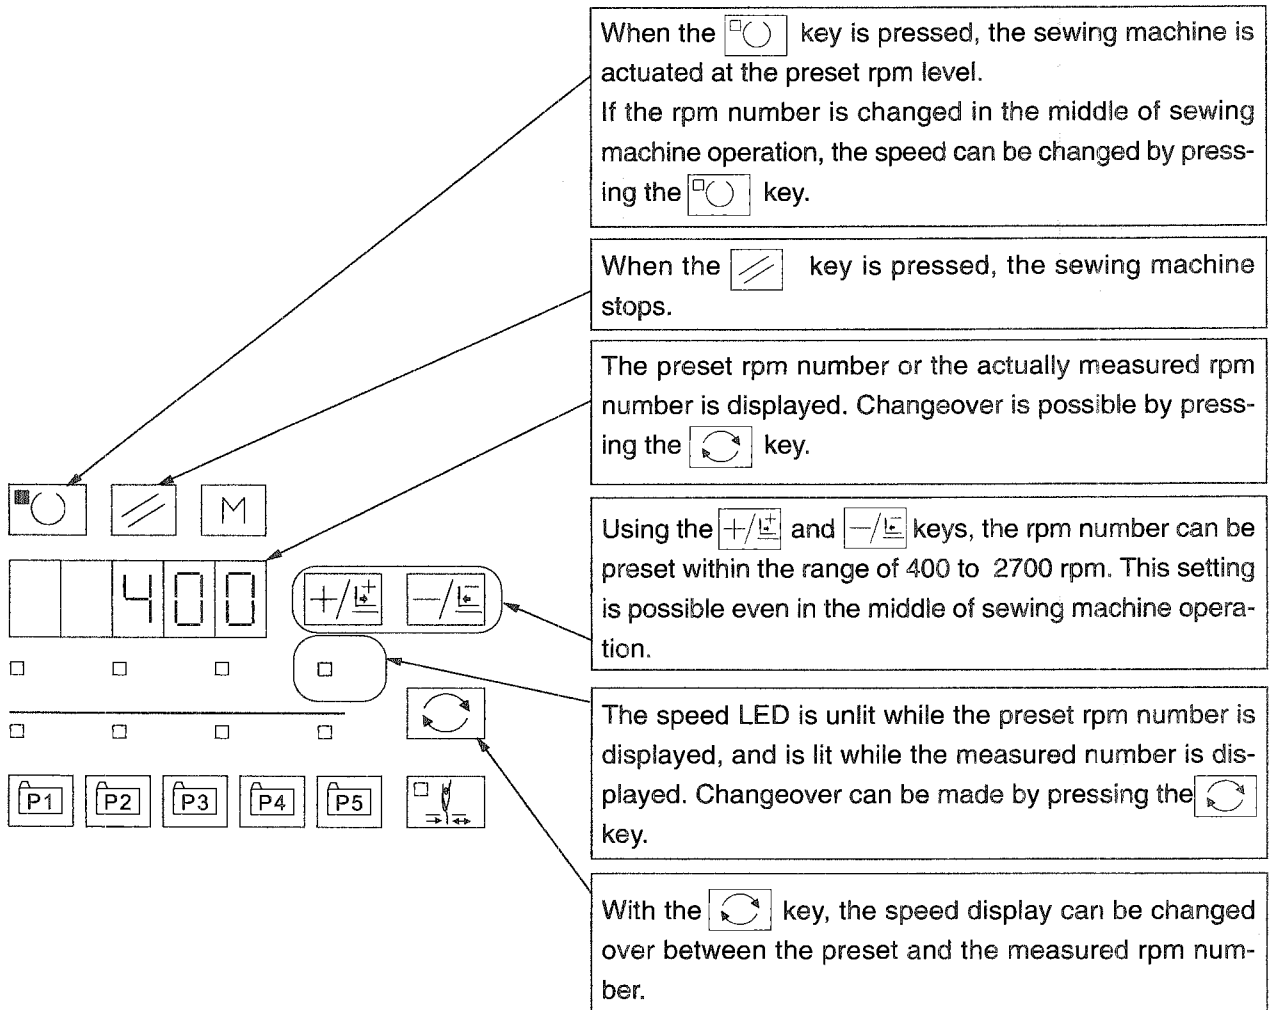 When the key is pressed, the sewing machine is
actuated at the preset rpm level.
If the rpm number is changed in the middle of sewing
machine operation, the speed can be changed by press-
ing the key.
When the key is pressed, the sewing machine
stops.
The preset rpm number or the actually measured rpm
number is displayed. Changeover is possible by press-
ing the key.
M
Using the +/ and −/ keys, the rpm number can be
preset within the range of 400 to 2700 rpm. This setting
is possible even in the middle of sewing machine opera-
tion.
400 +/ −/
The speed LED is unlit while the preset rpm number is
displayed, and is lit while the measured number is dis-
played. Changeover can be made by pressing the
key.
P1 P2 P3 P4 P5
With the key, the speed display can be changed
over between the preset and the measured rpm num-
ber.